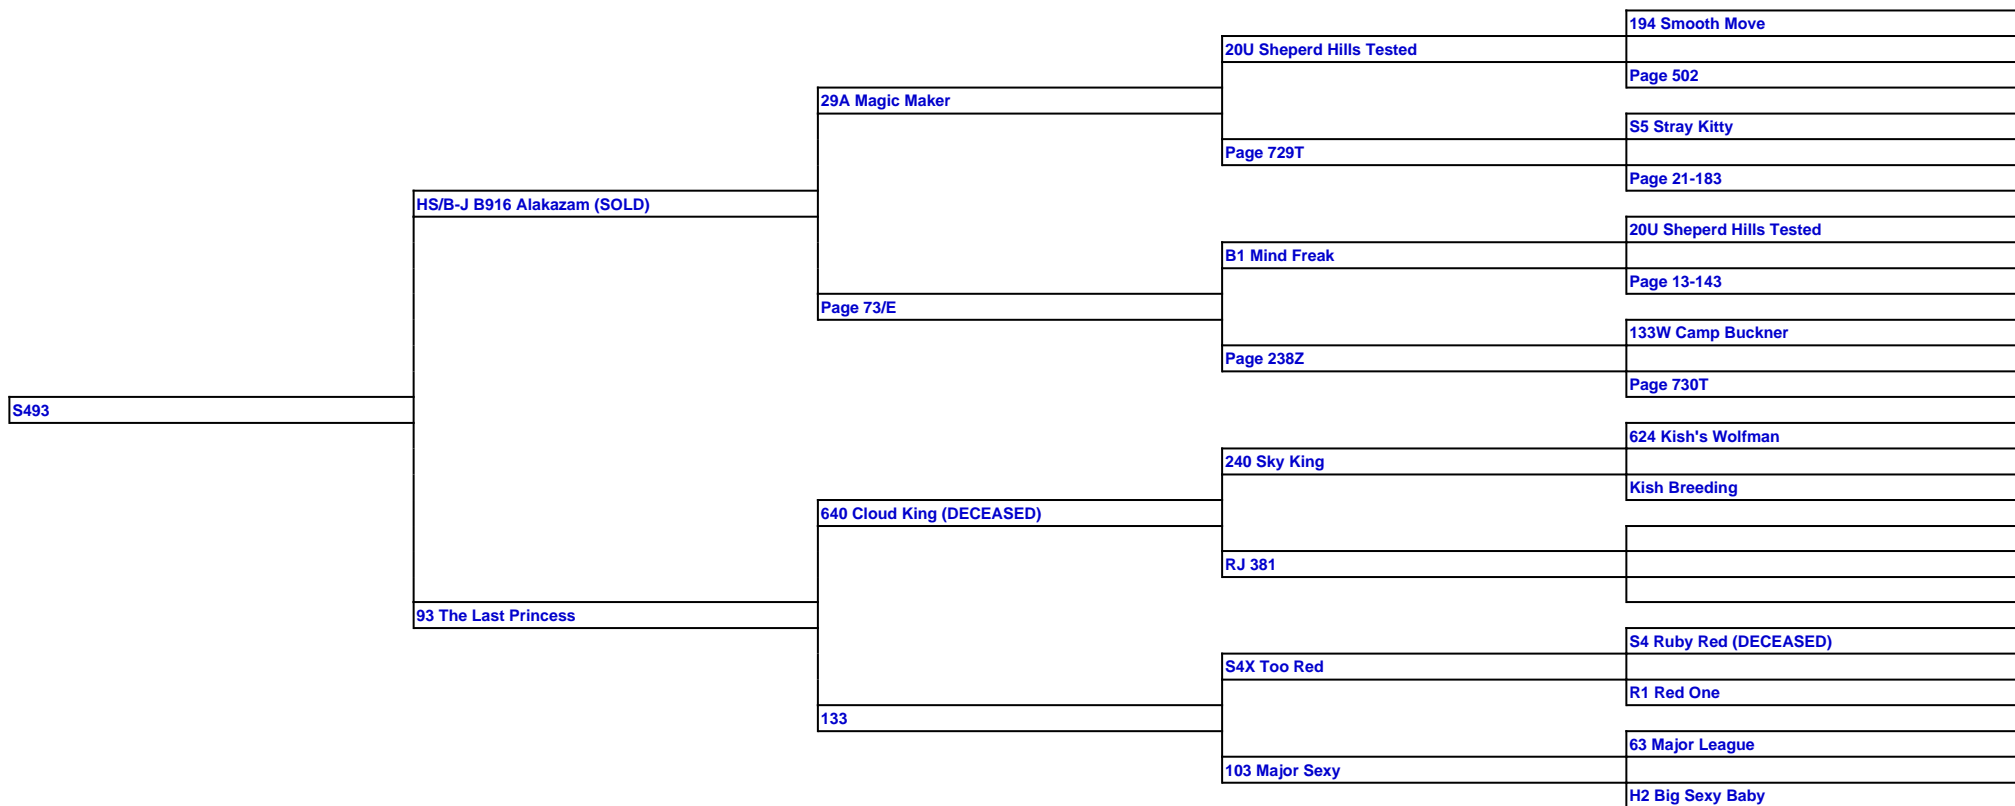 194 Smooth Move
20U Sheperd Hills Tested
Page 502
29A Magic Maker
S5 Stray Kitty
Page 729T
Page 21-183
HS/B-J B916 Alakazam (SOLD)
20U Sheperd Hills Tested
B1 Mind Freak
Page 13-143
Page 73/E
133W Camp Buckner
Page 238Z
Page 730T
S493
624 Kish's Wolfman
240 Sky King
Kish Breeding
640 Cloud King (DECEASED)
RJ 381
93 The Last Princess
S4 Ruby Red (DECEASED)
S4X Too Red
R1 Red One
133
63 Major League
103 Major Sexy
H2 Big Sexy Baby